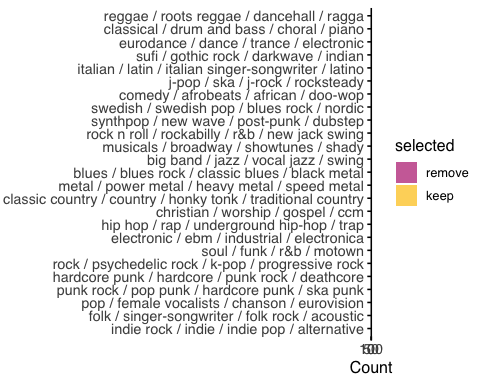 reggae / roots reggae / dancehall / ragga
classical / drum and bass / choral / piano
eurodance / dance / trance / electronic
sufi / gothic rock / darkwave / indian
italian / latin / italian singer-songwriter / latino
j-pop / ska / j-rock / rocksteady
comedy / afrobeats / african / doo-wop
swedish / swedish pop / blues rock / nordic
synthpop / new wave / post-punk / dubstep
rock n roll / rockabilly / r&b / new jack swing
musicals / broadway / showtunes / shady
big band / jazz / vocal jazz / swing
blues / blues rock / classic blues / black metal
metal / power metal / heavy metal / speed metal
classic country / country / honky tonk / traditional country
christian / worship / gospel / ccm
hip hop / rap / underground hip-hop / trap
electronic / ebm / industrial / electronica
soul / funk / r&b / motown
rock / psychedelic rock / k-pop / progressive rock
hardcore punk / hardcore / punk rock / deathcore
punk rock / pop punk / hardcore punk / ska punk
pop / female vocalists / chanson / eurovision
folk / singer-songwriter / folk rock / acoustic
indie rock / indie / indie pop / alternative
Count
selected
remove
keep